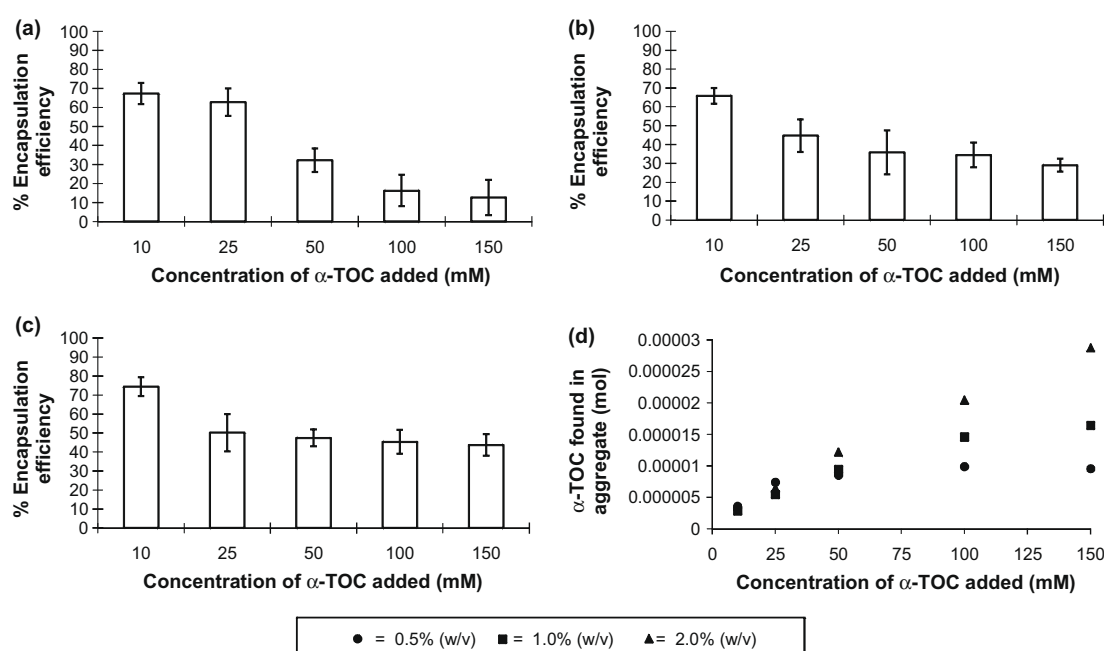 (a)
100
90
80
70
60
50
40
30
20
10
0
% Encapsulation
efficiency
10 25 50 100 150
Concentration of α-TOC added (mM)
(b)
100
90
80
70
60
50
40
30
20
10
0
% Encapsulation
efficiency
10 25 50 100 150
Concentration of α-TOC added (mM)
(c)
100
90
80
70
60
50
40
30
20
10
0
% Encapsulation
efficiency
10 25 50 100 150
Concentration of α-TOC added (mM)
(d)
0.00003
0.000025
0.00002
0.000015
0.00001
0.000005
0
α-TOC found in
aggregate (mol)
0 25 50 75 100 125 150
Concentration of α-TOC added (mM)
= 0.5% (w/v) = 1.0% (w/v) = 2.0% (w/v)